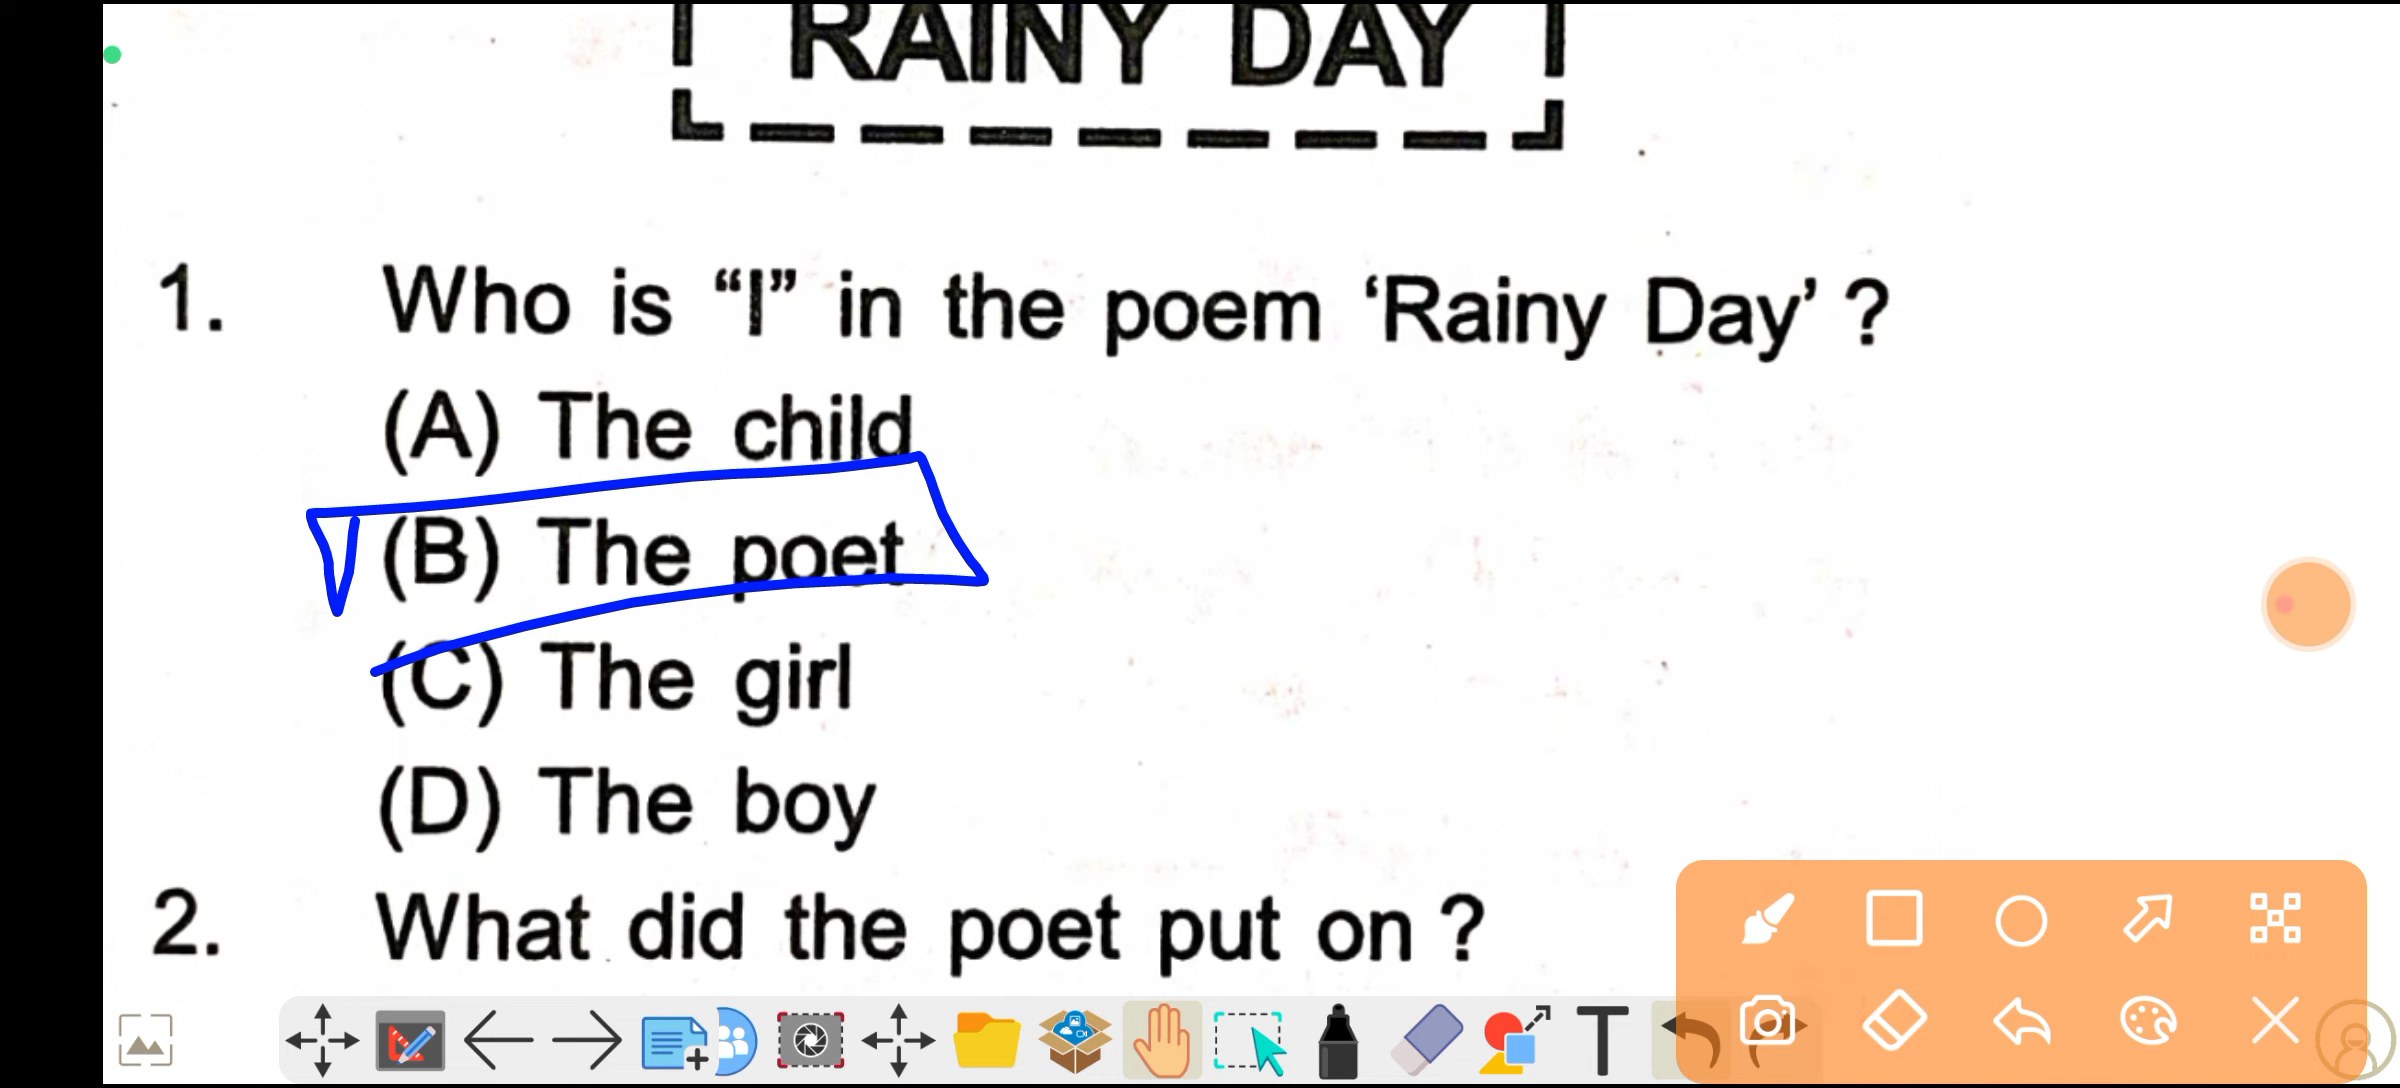 RAINY DAY
1. Who is “I” in the poem ‘Rainy Day’ ?
(A) The child
(B) The poet
(C) The girl
(D) The boy
2. What did the poet put on ?
T